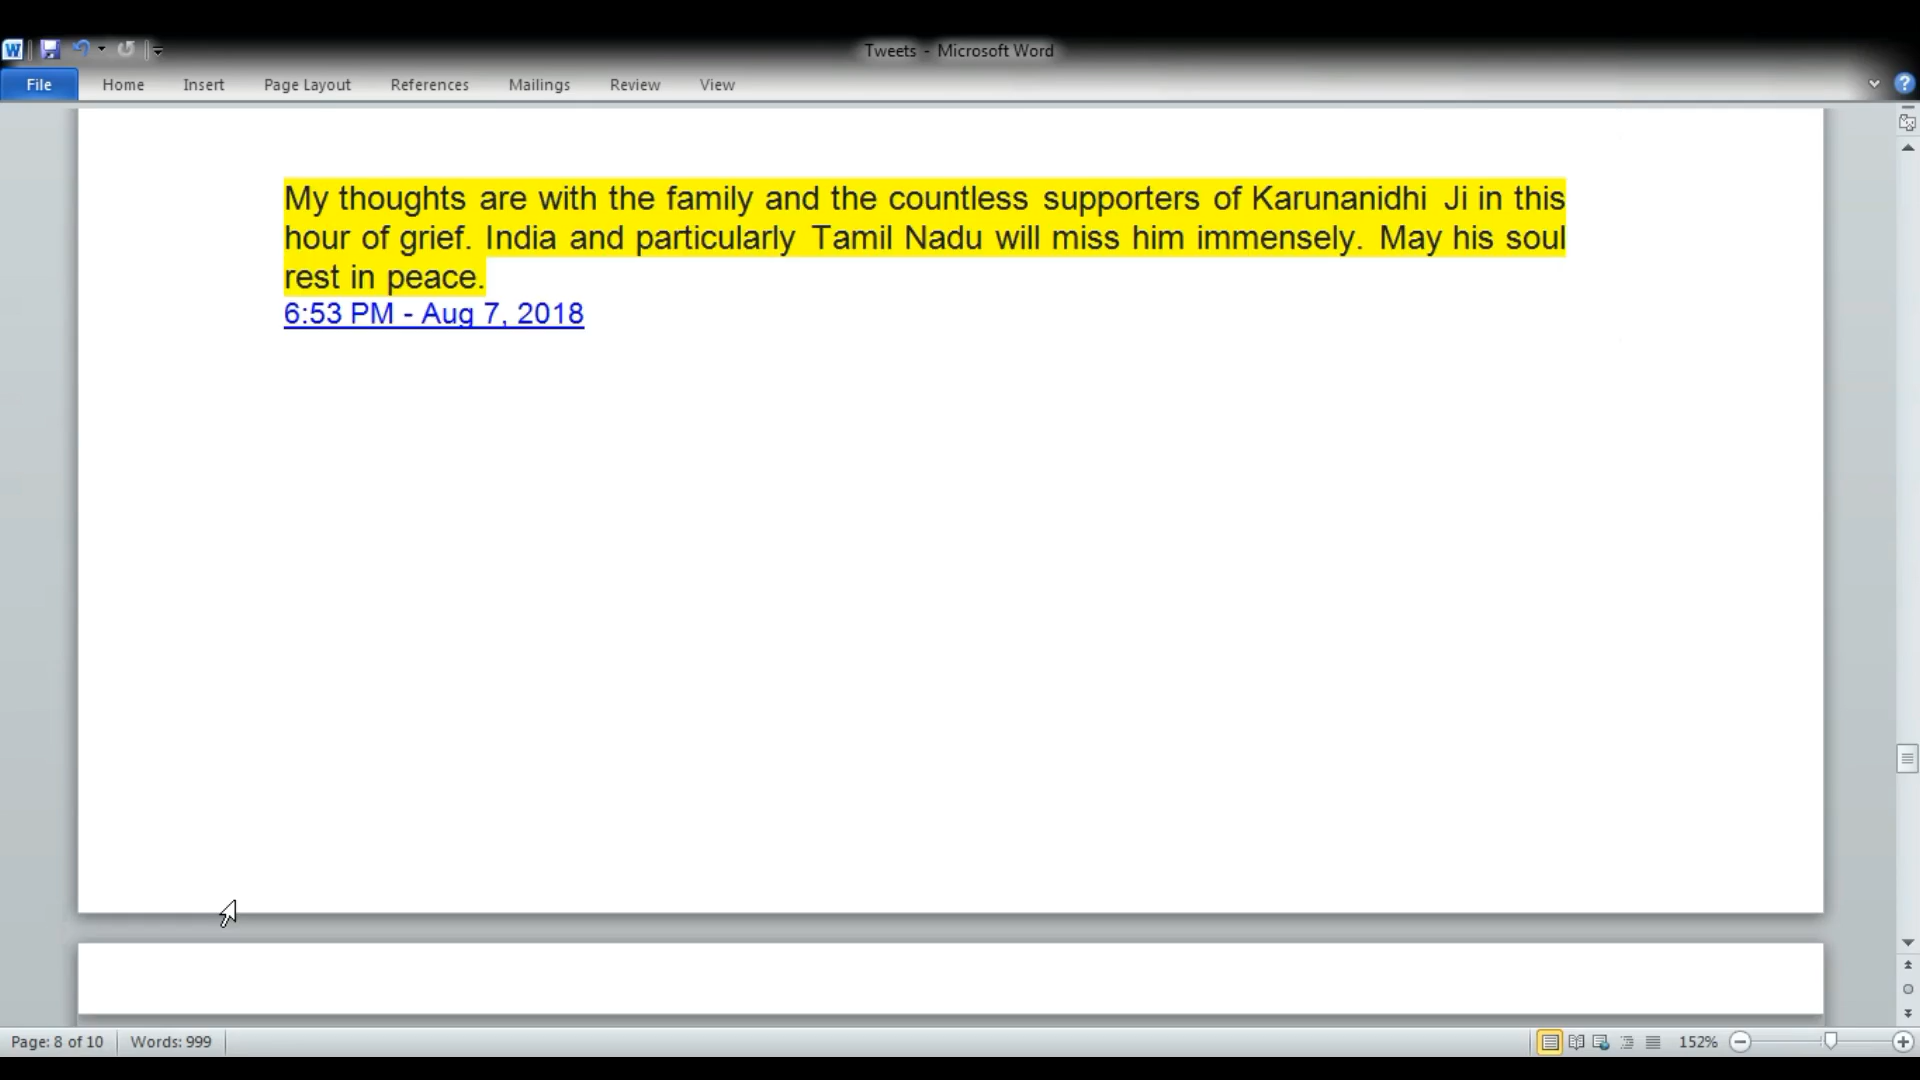 Tweets - Microsoft Word
File Home Insert Page Layout References Mailings Review View
My thoughts are with the family and the countless supporters of Karunanidhi Ji in this
hour of grief. India and particularly Tamil Nadu will miss him immensely. May his soul
rest in peace.
6:53 PM - Aug 7, 2018
Page: 8 of 10 Words: 999 152%